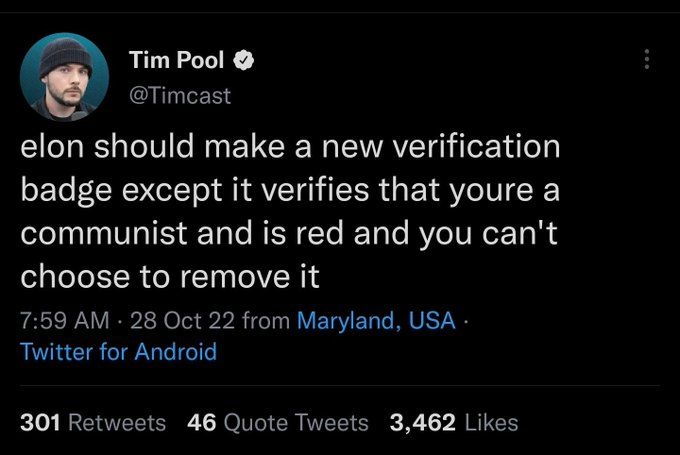 Tim Pool
@Timcast
elon should make a new verification
badge except it verifies that youre a
communist and is red and you can't
choose to remove it
7:59 AM · 28 Oct 22 from Maryland, USA ·
Twitter for Android
301 Retweets 46 Quote Tweets 3,462 Likes